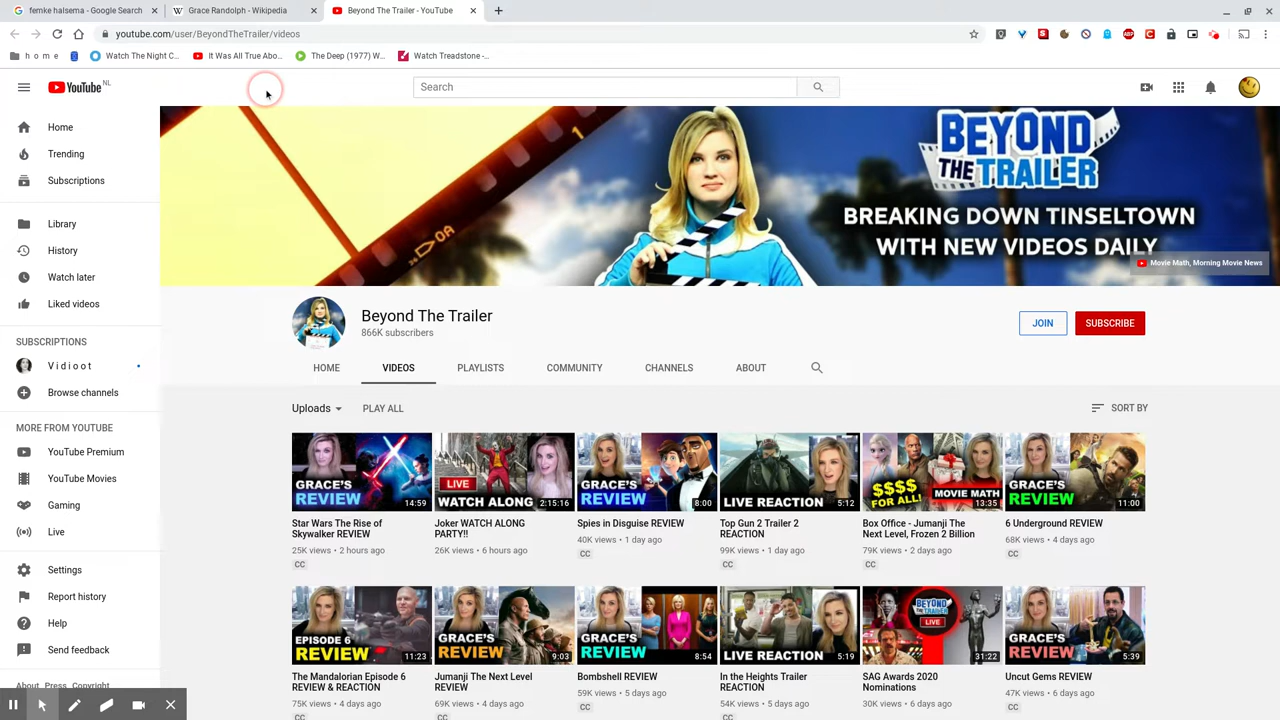 femke halsema - Google Search
Grace Randolph - Wikipedia
Beyond The Trailer - YouTube
youtube.com/user/BeyondTheTrailer/videos
h o m e
Watch The Night C...
It Was All True Abo...
The Deep (1977) W...
Watch Treadstone -...
YouTube NL
Search
Home
Trending
Subscriptions
Library
History
Watch later
Liked videos
SUBSCRIPTIONS
V i d i o o t
Browse channels
MORE FROM YOUTUBE
YouTube Premium
YouTube Movies
Gaming
Live
Settings
Report history
Help
Send feedback
About Press Copyright
BEYOND
THE TRAILER
BREAKING DOWN TINSELTOWN
WITH NEW VIDEOS DAILY
Movie Math, Morning Movie News
Beyond The Trailer
866K subscribers
JOIN
SUBSCRIBE
HOME
VIDEOS
PLAYLISTS
COMMUNITY
CHANNELS
ABOUT
Uploads
PLAY ALL
SORT BY
GRACE'S
REVIEW
14:59
Star Wars The Rise of
Skywalker REVIEW
25K views • 2 hours ago
CC
LIVE
WATCH ALONG
2:15:16
Joker WATCH ALONG
PARTY!!
26K views • 6 hours ago
GRACE'S
REVIEW
8:00
Spies in Disguise REVIEW
40K views • 1 day ago
CC
LIVE REACTION
5:12
Top Gun 2 Trailer 2
REACTION
99K views • 1 day ago
CC
$$$$
FOR ALL!
MOVIE MATH
13:35
Box Office - Jumanji The
Next Level, Frozen 2 Billion
79K views • 2 days ago
CC
GRACE'S
REVIEW
11:00
6 Underground REVIEW
68K views • 4 days ago
CC
EPISODE 6
REVIEW
11:23
The Mandalorian Episode 6
REVIEW & REACTION
75K views • 4 days ago
CC
GRACE'S
REVIEW
9:03
Jumanji The Next Level
REVIEW
69K views • 4 days ago
CC
GRACE'S
REVIEW
8:54
Bombshell REVIEW
59K views • 5 days ago
CC
LIVE REACTION
5:19
In the Heights Trailer
REACTION
54K views • 5 days ago
CC
BEYOND
THE TRAILER
LIVE
31:22
SAG Awards 2020
Nominations
30K views • 6 days ago
GRACE'S
REVIEW
5:39
Uncut Gems REVIEW
47K views • 6 days ago
CC